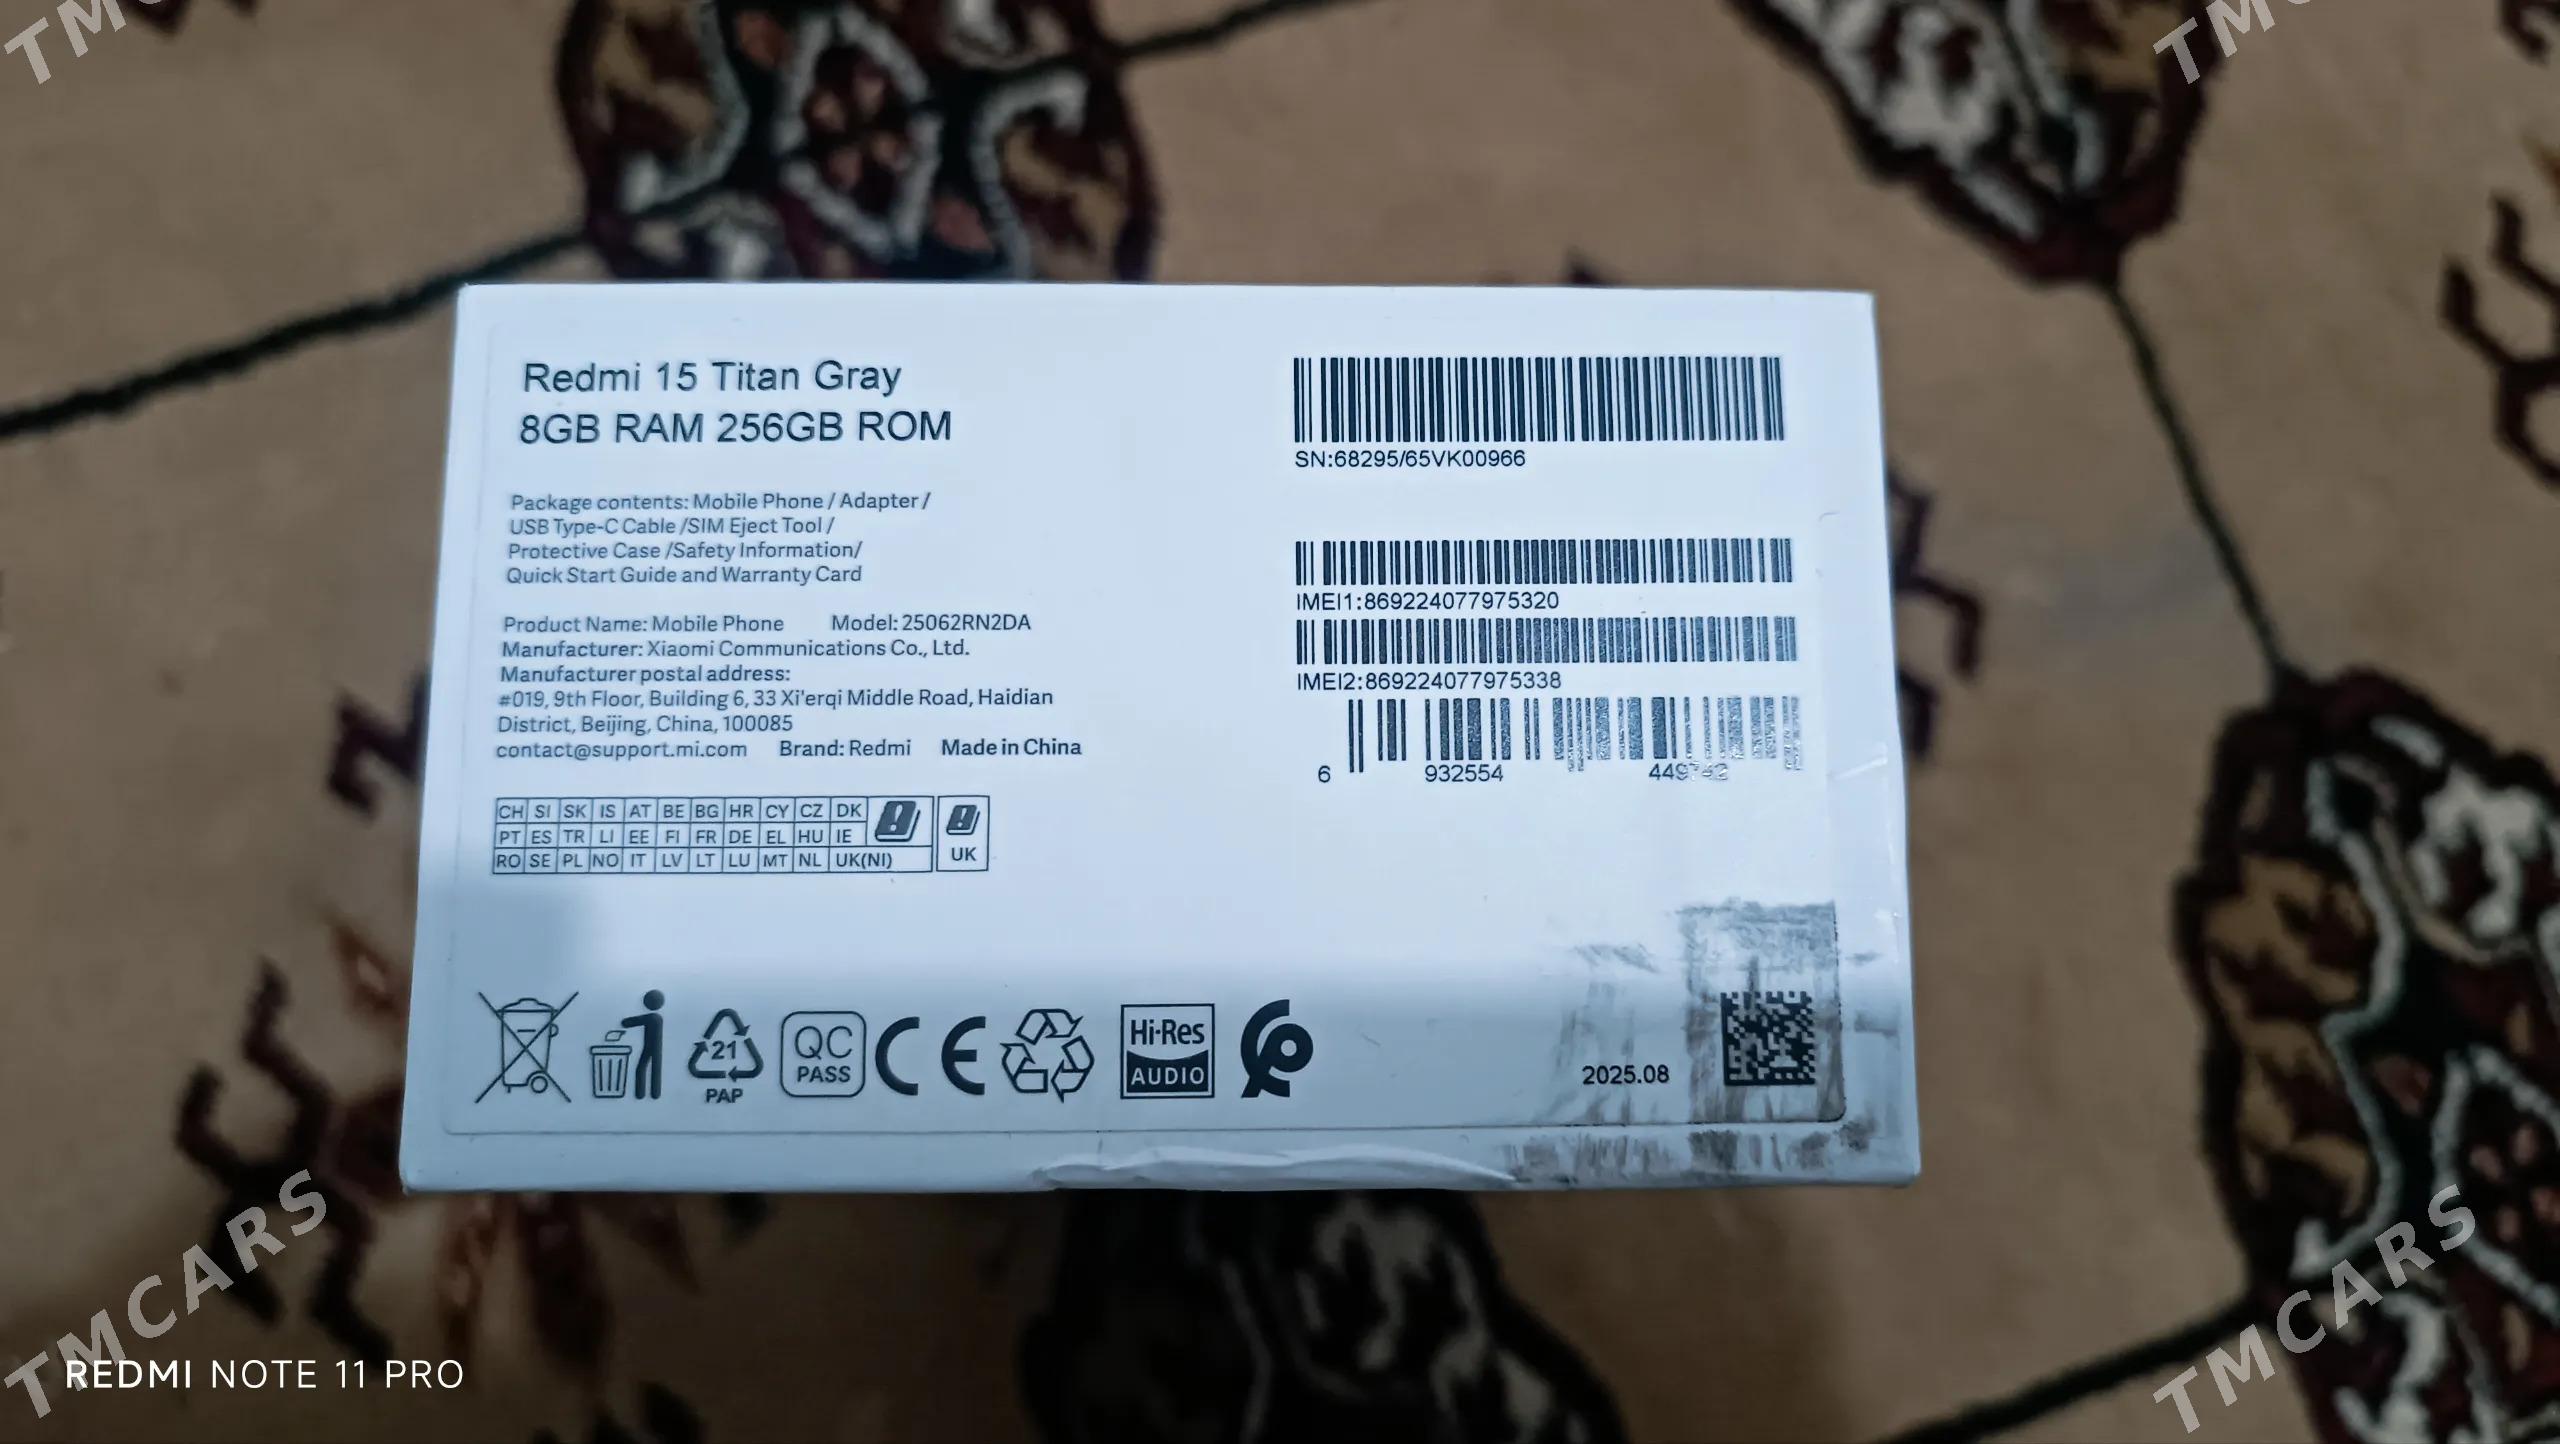 Redmi 15 Titan Gray
8GB RAM 256GB ROM
Package contents: Mobile Phone / Adapter /
USB Type-C Cable /SIM Eject Tool /
Protective Case /Safety Information/
Quick Start Guide and Warranty Card
Product Name: Mobile Phone Model: 25062RN2DA
Manufacturer: Xiaomi Communications Co., Ltd.
Manufacturer postal address:
#019, 9th Floor, Building 6, 33 Xi'erqi Middle Road, Haidian
District, Beijing, China, 100085
contact@support.mi.com Brand: Redmi Made in China
CH SI SK IS AT BE BG HR CY CZ DK
PT ES TR LI EE FI FR DE EL HU IE
RO SE PL NO IT LV LT LU MT NL UK(NI)
UK
SN:68295/65VK00966
IMEI1:869224077975320
IMEI2:869224077975338
6 932554 449742
21
PAP
QC
PASS
CE
Hi-Res
AUDIO
2025.08
REDMI NOTE 11 PRO
TMCARS
TMCARS